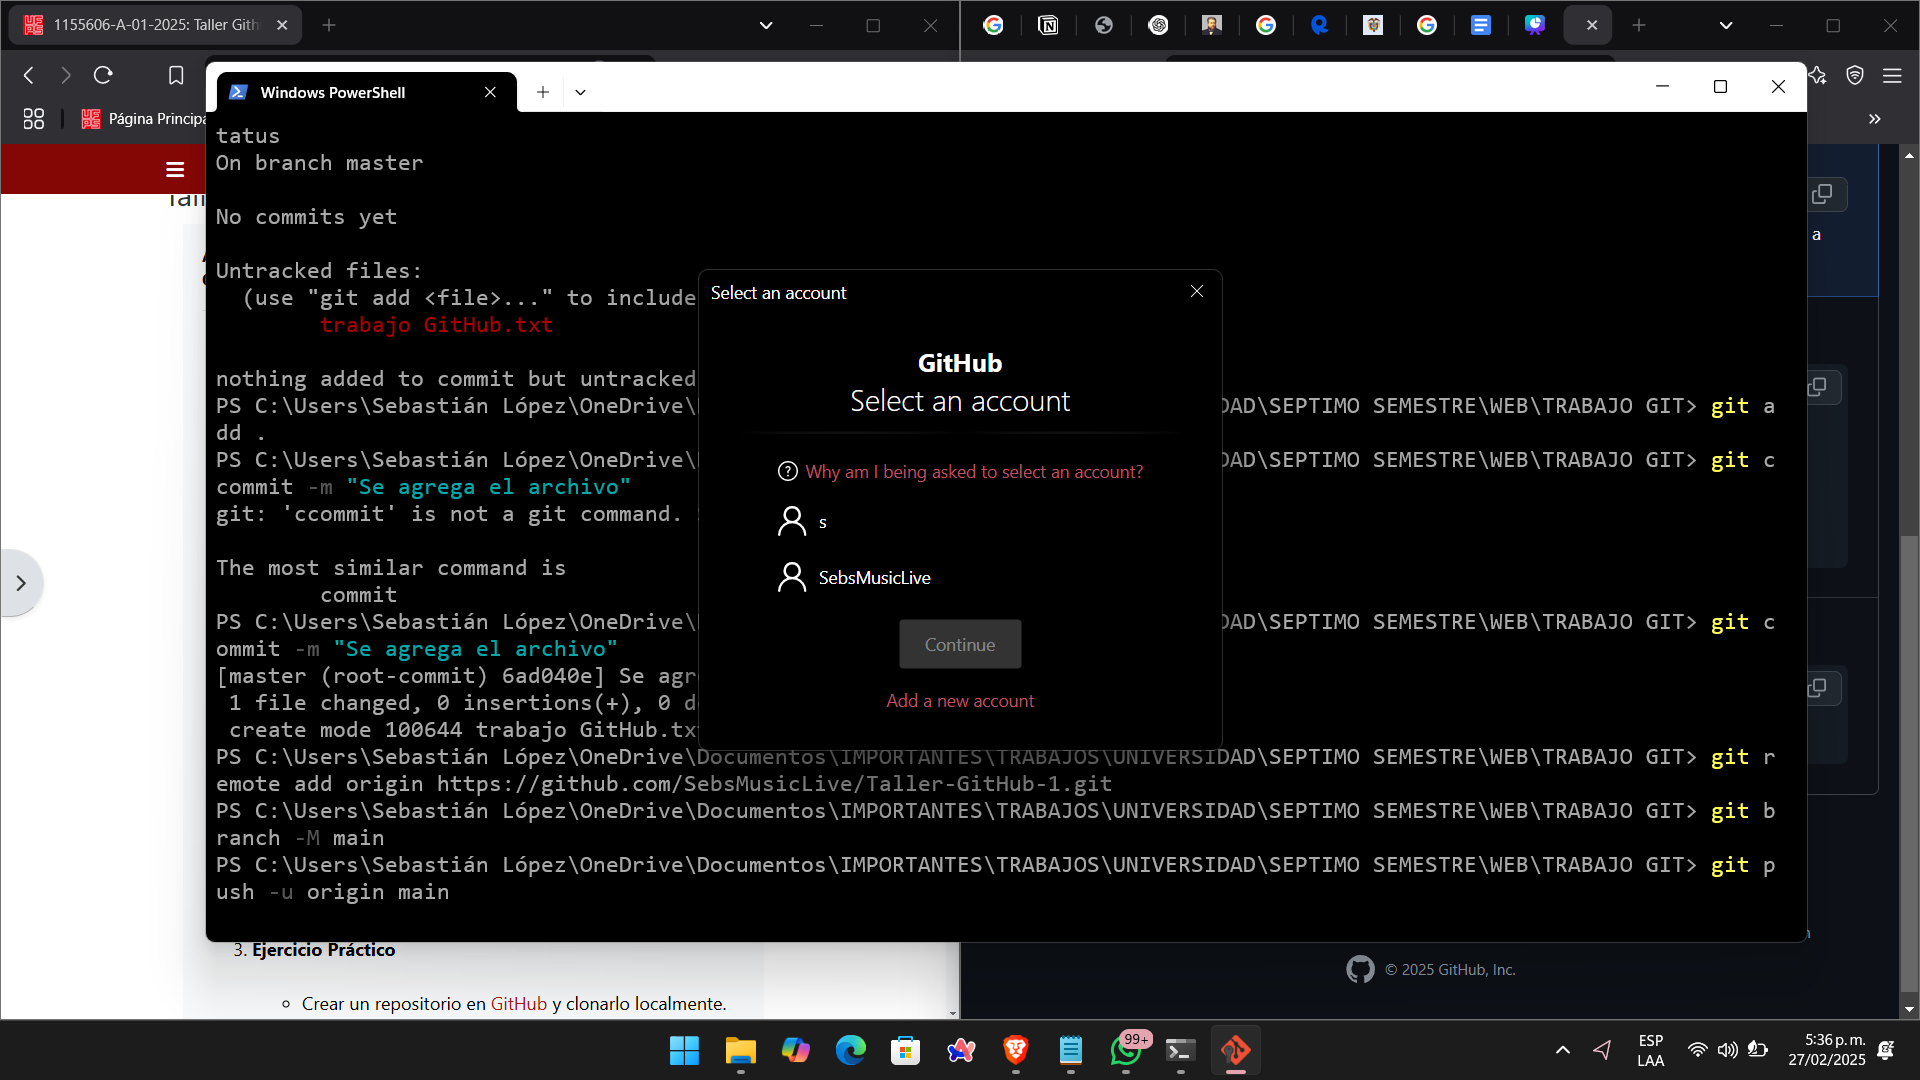 1155606-A-01-2025: Taller Gith
Página Principa
Windows PowerShell
tatus
On branch master
No commits yet
Untracked files:
(use "git add <file>..." to include
trabajo GitHub.txt
nothing added to commit but untracked
PS C:\Users\Sebastián López\OneDrive\
DAD\SEPTIMO SEMESTRE\WEB\TRABAJO GIT> git a
dd .
PS C:\Users\Sebastián López\OneDrive\
DAD\SEPTIMO SEMESTRE\WEB\TRABAJO GIT> git c
commit -m "Se agrega el archivo"
git: 'ccommit' is not a git command.
The most similar command is
commit
PS C:\Users\Sebastián López\OneDrive\
DAD\SEPTIMO SEMESTRE\WEB\TRABAJO GIT> git c
ommit -m "Se agrega el archivo"
[master (root-commit) 6ad040e] Se agr
1 file changed, 0 insertions(+), 0 d
create mode 100644 trabajo GitHub.tx
PS C:\Users\Sebastián López\OneDrive\Documentos\IMPORTANTES\TRABAJOS\UNIVERSIDAD\SEPTIMO SEMESTRE\WEB\TRABAJO GIT> git r
emote add origin https://github.com/SebsMusicLive/Taller-GitHub-1.git
PS C:\Users\Sebastián López\OneDrive\Documentos\IMPORTANTES\TRABAJOS\UNIVERSIDAD\SEPTIMO SEMESTRE\WEB\TRABAJO GIT> git b
ranch -M main
PS C:\Users\Sebastián López\OneDrive\Documentos\IMPORTANTES\TRABAJOS\UNIVERSIDAD\SEPTIMO SEMESTRE\WEB\TRABAJO GIT> git p
ush -u origin main
Select an account
GitHub
Select an account
Why am I being asked to select an account?
s
SebsMusicLive
Continue
Add a new account
a
3. Ejercicio Práctico
Crear un repositorio en GitHub y clonarlo localmente.
© 2025 GitHub, Inc.
99+
ESP
LAA
5:36 p. m.
27/02/2025